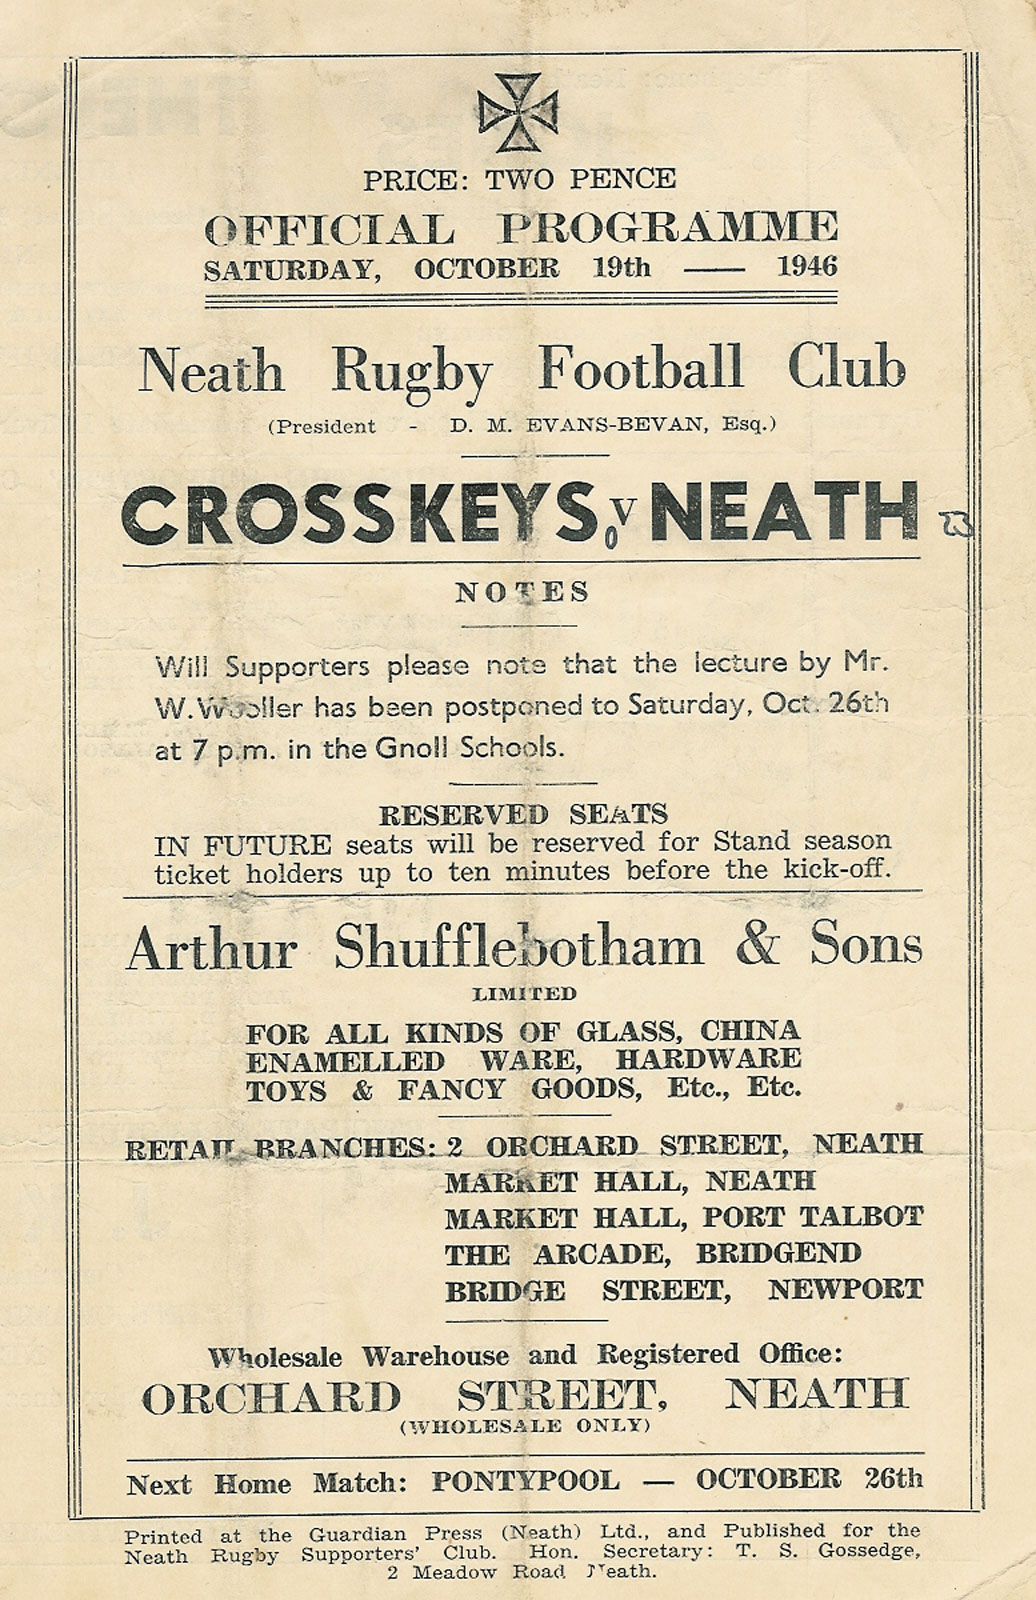 PRICE: TWO PENCE
OFFICIAL PROGRAMME
SATURDAY, OCTOBER 19th — 1946
Neath Rugby Football Club
(President - D. M. EVANS-BEVAN, Esq.)
CROSS KEYS v NEATH
0
NOTES
Will Supporters please note that the lecture by Mr.
W. Wooller has been postponed to Saturday, Oct. 26th
at 7 p.m. in the Gnoll Schools.
RESERVED SEATS
IN FUTURE seats will be reserved for Stand season
ticket holders up to ten minutes before the kick-off.
Arthur Shufflebotham & Sons
LIMITED
FOR ALL KINDS OF GLASS, CHINA
ENAMELLED WARE, HARDWARE
TOYS & FANCY GOODS, Etc., Etc.
RETAIL BRANCHES: 2 ORCHARD STREET, NEATH
MARKET HALL, NEATH
MARKET HALL, PORT TALBOT
THE ARCADE, BRIDGEND
BRIDGE STREET, NEWPORT
Wholesale Warehouse and Registered Office:
ORCHARD STREET, NEATH
(WHOLESALE ONLY)
Next Home Match: PONTYPOOL — OCTOBER 26th
Printed at the Guardian Press (Neath) Ltd., and Published for the
Neath Rugby Supporters' Club. Hon. Secretary: T. S. Gossedge,
2 Meadow Road, Neath.